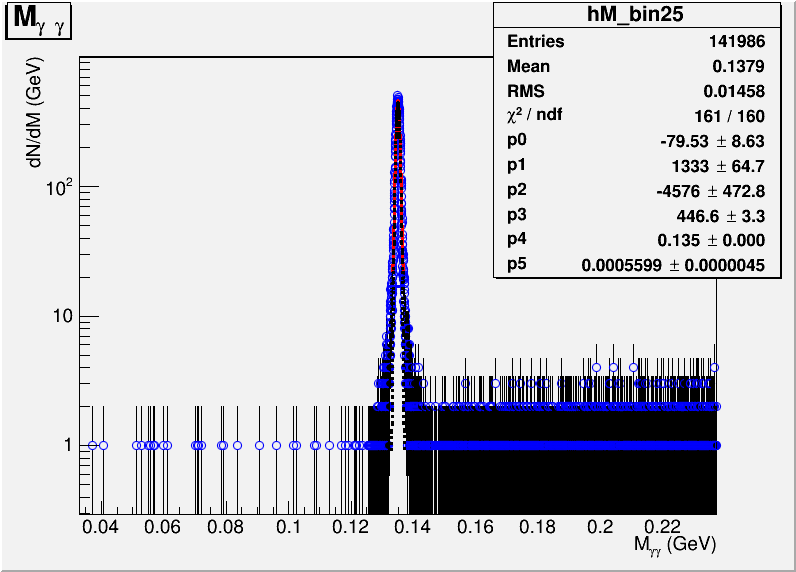 M γ γ
hM_bin25
Entries 141986
Mean 0.1379
RMS 0.01458
χ² / ndf 161 / 160
p0 -79.53 ± 8.63
p1 1333 ± 64.7
p2 -4576 ± 472.8
p3 446.6 ± 3.3
p4 0.135 ± 0.000
p5 0.0005599 ± 0.0000045
dN/dM (GeV)
10²
10
1
0.04 0.06 0.08 0.1 0.12 0.14 0.16 0.18 0.2 0.22
Mγγ (GeV)